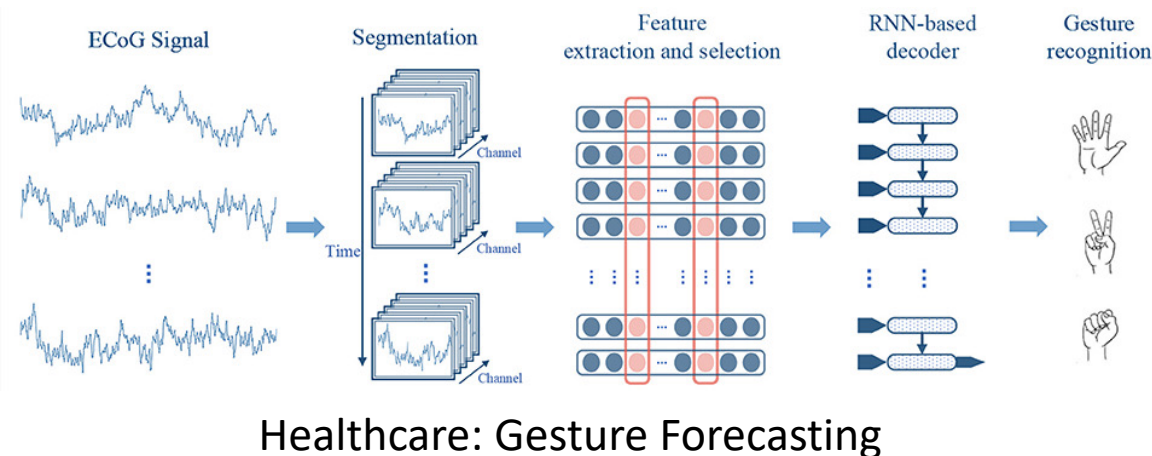 ECoG Signal
Segmentation
Feature
extraction and selection
RNN-based
decoder
Gesture
recognition
Time
Channel
Channel
Channel
Healthcare: Gesture Forecasting